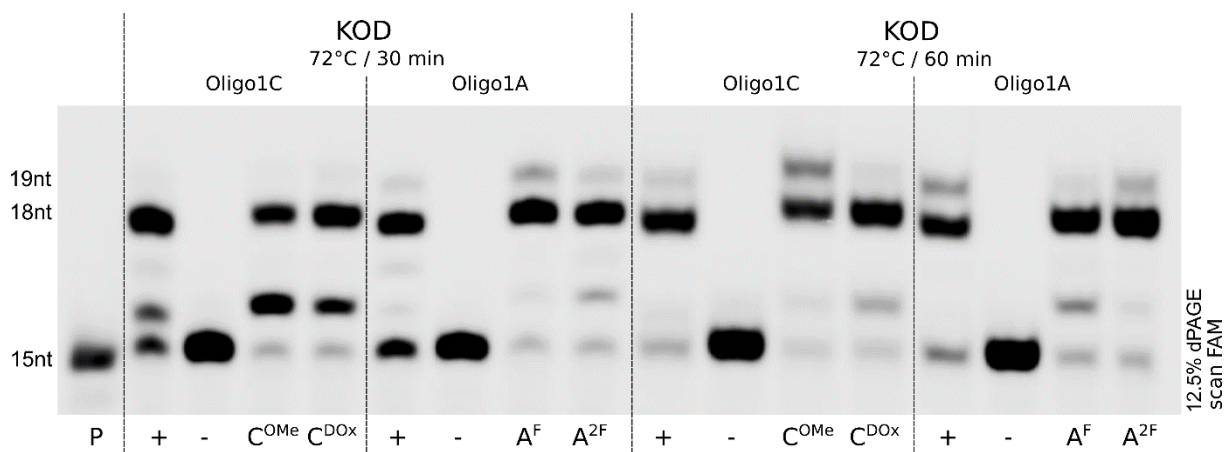 KOD KOD
72°C / 30 min 72°C / 60 min
Oligo1C Oligo1A Oligo1C Oligo1A
19nt
18nt
15nt
P + - C^OMe C^DOx + - A^F A^2F + - C^OMe C^DOx + - A^F A^2F
12.5% dPAGE
scan FAM